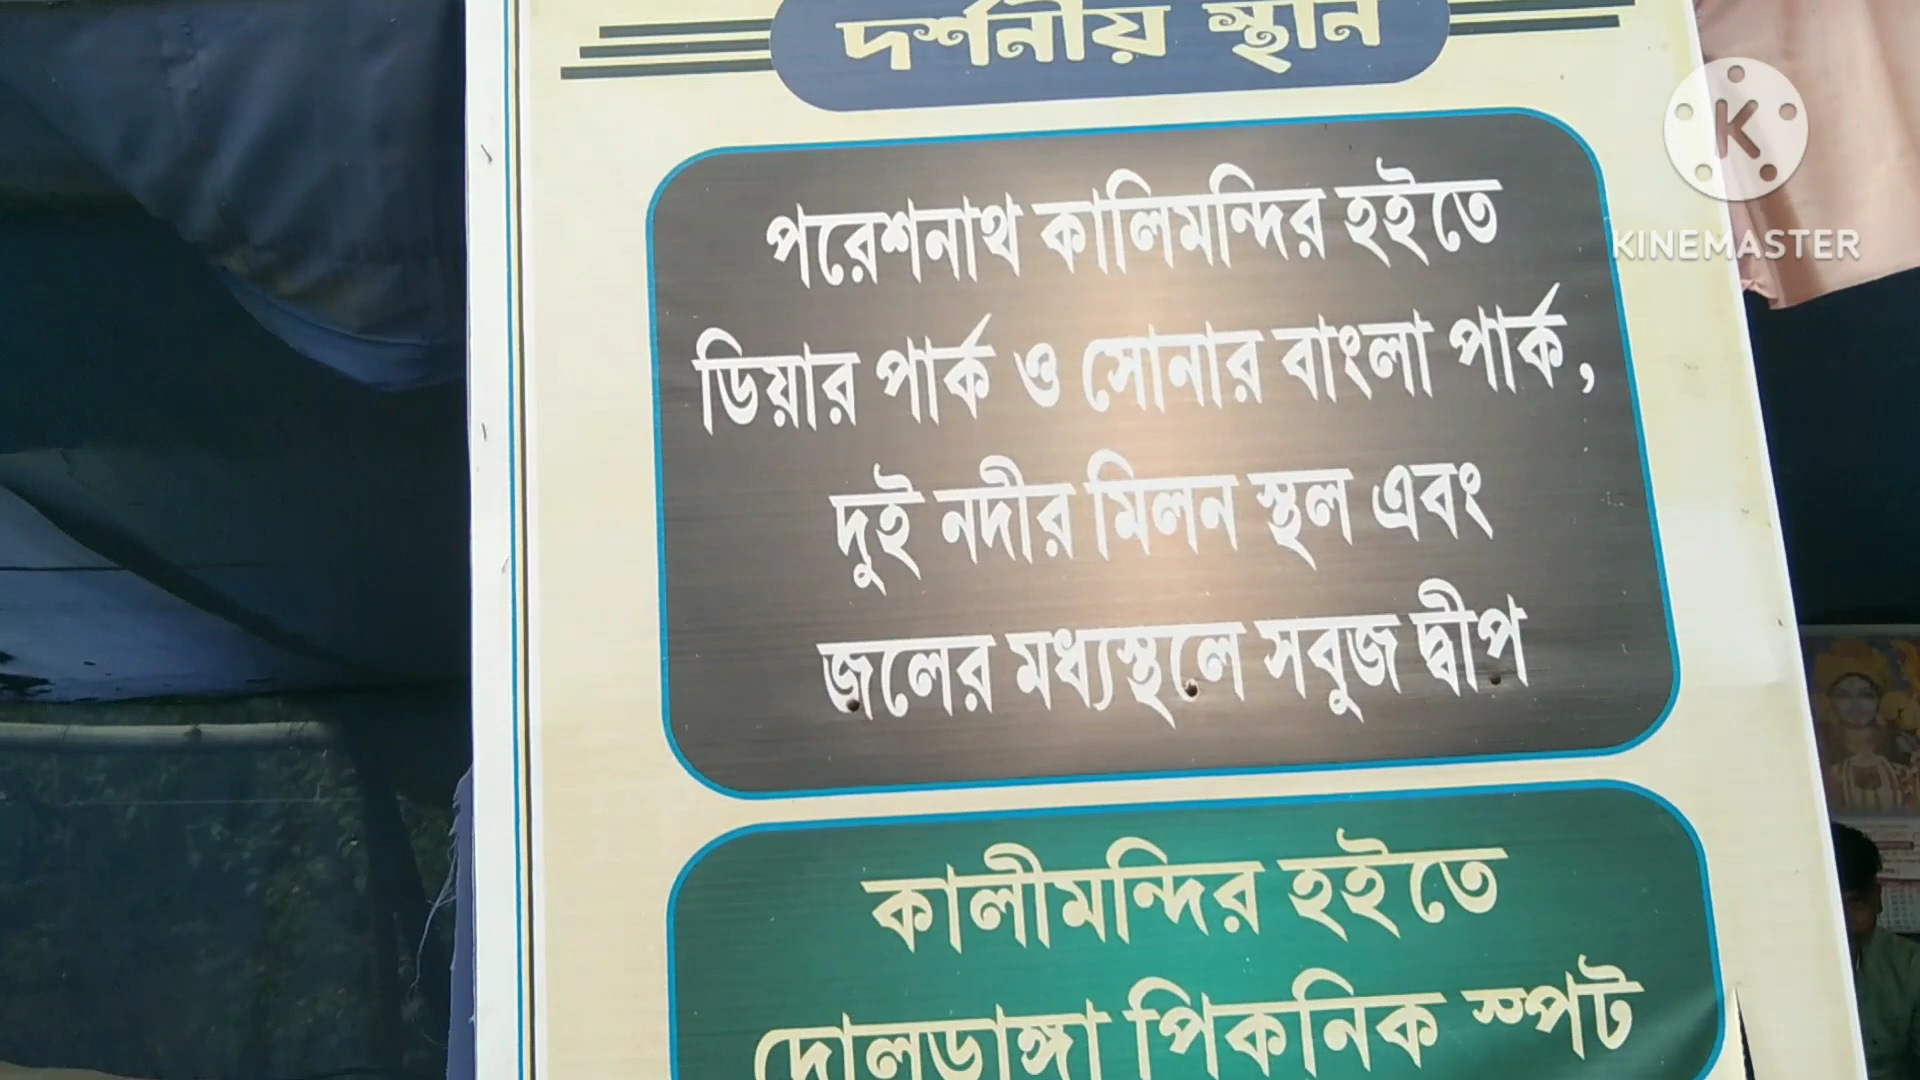 দর্শনীয় স্থান
পরেশনাথ কালিমন্দির হইতে
ডিয়ার পার্ক ও সোনার বাংলা পার্ক,
দুই নদীর মিলন স্থল এবং
জলের মধ্যস্থলে সবুজ দ্বীপ
কালীমন্দির হইতে
দোলডাঙ্গা পিকনিক স্পট
KINEMASTER